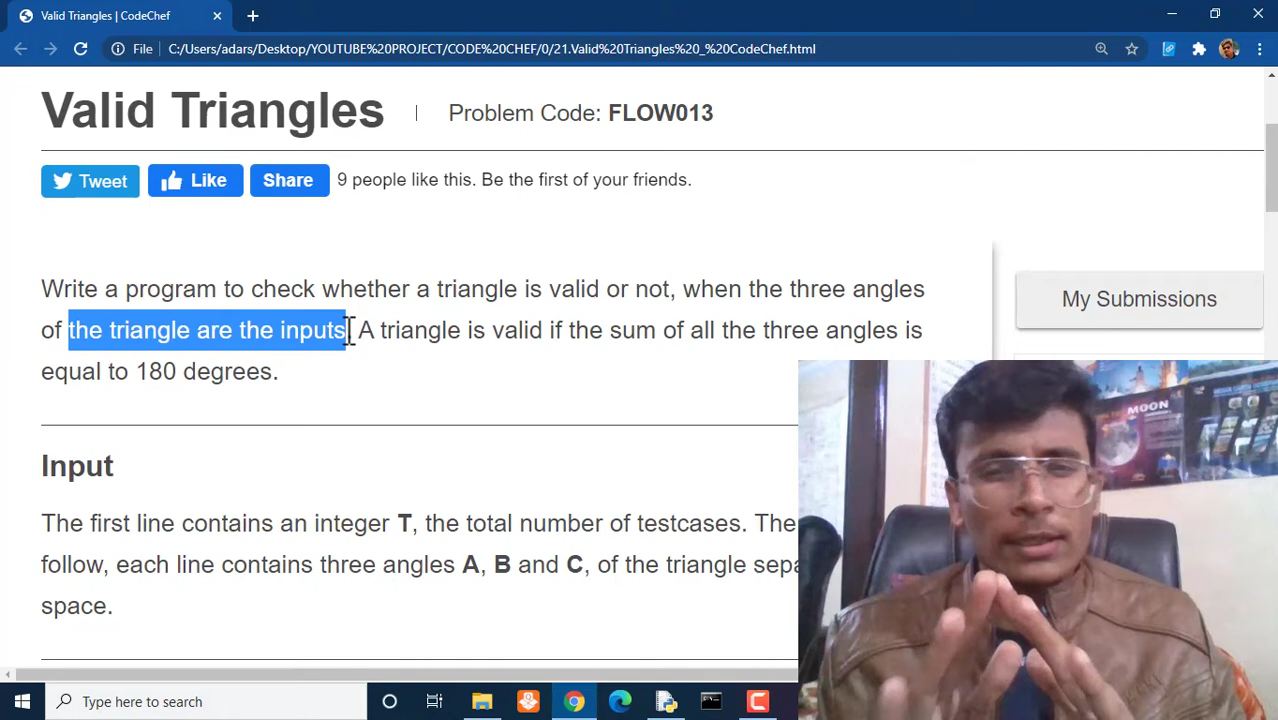 Valid Triangles | CodeChef
File C:/Users/adars/Desktop/YOUTUBE%20PROJECT/CODE%20CHEF/0/21.Valid%20Triangles%20_%20CodeChef.html
Valid Triangles | Problem Code: FLOW013
Tweet Like Share 9 people like this. Be the first of your friends.
Write a program to check whether a triangle is valid or not, when the three angles
of the triangle are the inputs. A triangle is valid if the sum of all the three angles is
equal to 180 degrees.
My Submissions
Input
The first line contains an integer T, the total number of testcases. The
follow, each line contains three angles A, B and C, of the triangle sepa
space.
MOON
Type here to search